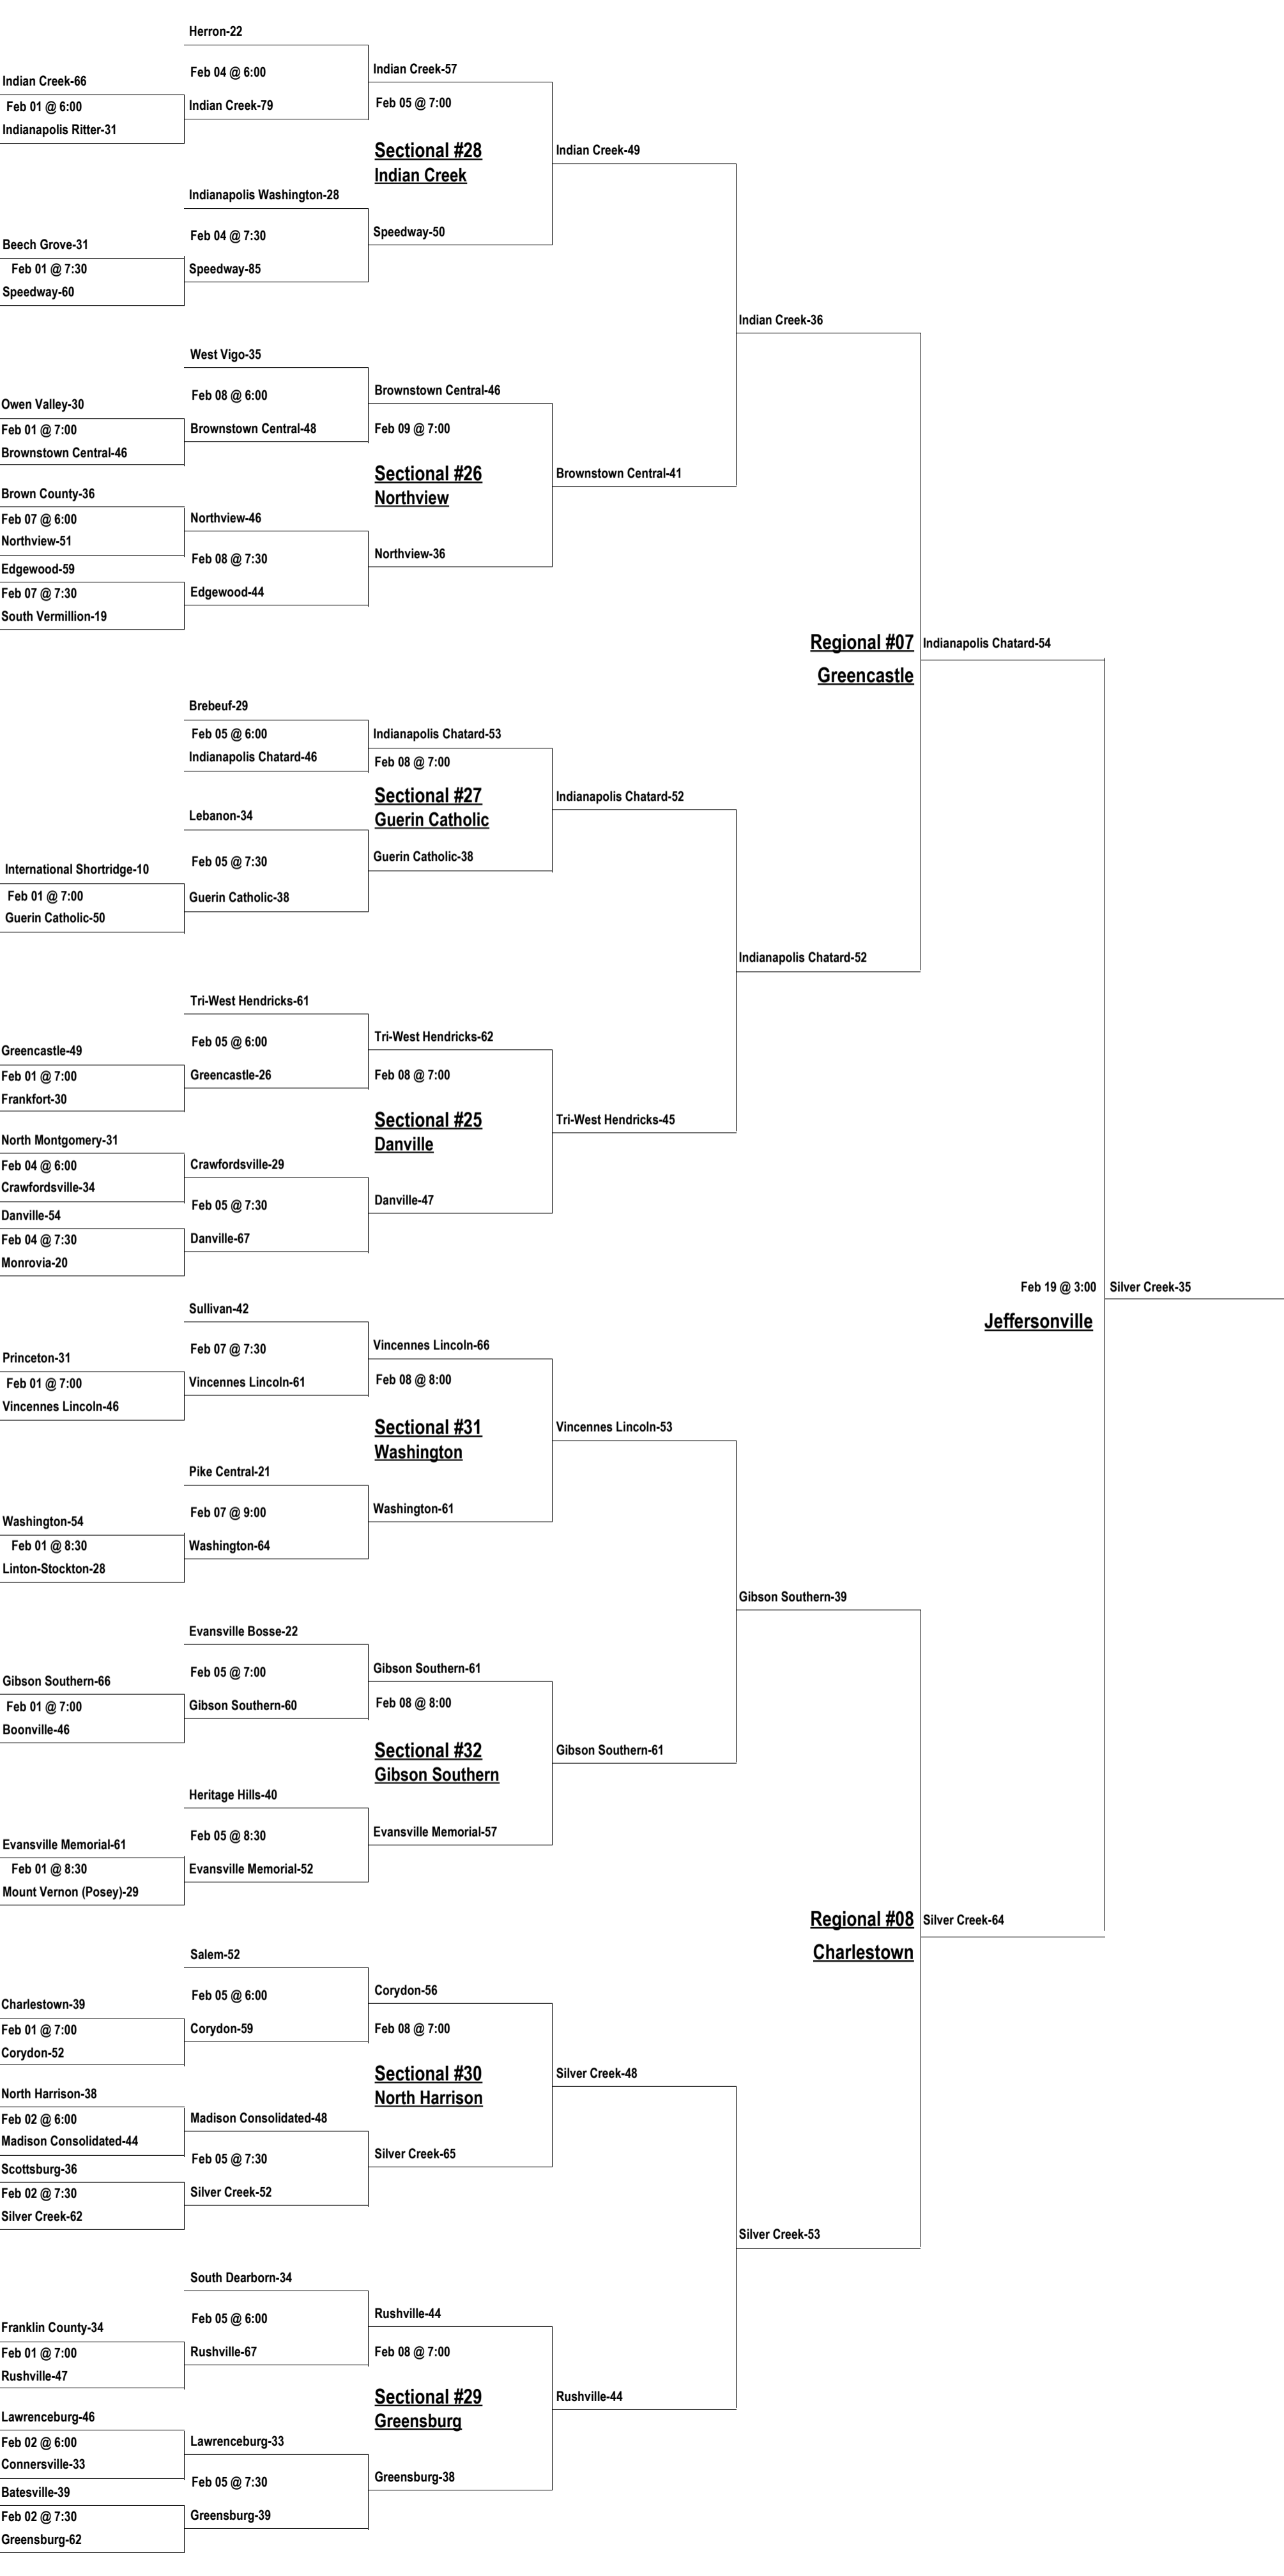 Herron-22
Feb 04 @ 6:00
Indian Creek-57
Indian Creek-66
Feb 01 @ 6:00
Indian Creek-79
Feb 05 @ 7:00
Indianapolis Ritter-31
Sectional #28
Indian Creek
Indian Creek-49
Indianapolis Washington-28
Feb 04 @ 7:30
Speedway-50
Beech Grove-31
Feb 01 @ 7:30
Speedway-85
Speedway-60
Indian Creek-36
West Vigo-35
Feb 08 @ 6:00
Brownstown Central-46
Owen Valley-30
Feb 01 @ 7:00
Brownstown Central-48
Feb 09 @ 7:00
Brownstown Central-46
Sectional #26
Northview
Brownstown Central-41
Brown County-36
Feb 07 @ 6:00
Northview-46
Northview-51
Feb 08 @ 7:30
Northview-36
Edgewood-59
Feb 07 @ 7:30
Edgewood-44
South Vermillion-19
Regional #07
Greencastle
Indianapolis Chatard-54
Brebeuf-29
Feb 05 @ 6:00
Indianapolis Chatard-53
Indianapolis Chatard-46
Feb 08 @ 7:00
Sectional #27
Guerin Catholic
Indianapolis Chatard-52
Lebanon-34
Feb 05 @ 7:30
Guerin Catholic-38
International Shortridge-10
Feb 01 @ 7:00
Guerin Catholic-38
Guerin Catholic-50
Indianapolis Chatard-52
Tri-West Hendricks-61
Feb 05 @ 6:00
Tri-West Hendricks-62
Greencastle-49
Feb 01 @ 7:00
Greencastle-26
Feb 08 @ 7:00
Frankfort-30
Sectional #25
Danville
Tri-West Hendricks-45
North Montgomery-31
Feb 04 @ 6:00
Crawfordsville-29
Crawfordsville-34
Feb 05 @ 7:30
Danville-47
Danville-54
Feb 04 @ 7:30
Danville-67
Monrovia-20
Feb 19 @ 3:00
Silver Creek-35
Jeffersonville
Sullivan-42
Feb 07 @ 7:30
Vincennes Lincoln-66
Princeton-31
Feb 01 @ 7:00
Vincennes Lincoln-61
Feb 08 @ 8:00
Vincennes Lincoln-46
Sectional #31
Washington
Vincennes Lincoln-53
Pike Central-21
Feb 07 @ 9:00
Washington-61
Washington-54
Feb 01 @ 8:30
Washington-64
Linton-Stockton-28
Gibson Southern-39
Evansville Bosse-22
Feb 05 @ 7:00
Gibson Southern-61
Gibson Southern-66
Feb 01 @ 7:00
Gibson Southern-60
Feb 08 @ 8:00
Boonville-46
Sectional #32
Gibson Southern
Gibson Southern-61
Heritage Hills-40
Feb 05 @ 8:30
Evansville Memorial-57
Evansville Memorial-61
Feb 01 @ 8:30
Evansville Memorial-52
Mount Vernon (Posey)-29
Regional #08
Charlestown
Silver Creek-64
Salem-52
Feb 05 @ 6:00
Corydon-56
Charlestown-39
Feb 01 @ 7:00
Corydon-59
Feb 08 @ 7:00
Corydon-52
Sectional #30
North Harrison
Silver Creek-48
North Harrison-38
Feb 02 @ 6:00
Madison Consolidated-48
Madison Consolidated-44
Feb 05 @ 7:30
Silver Creek-65
Scottsburg-36
Feb 02 @ 7:30
Silver Creek-52
Silver Creek-62
Silver Creek-53
South Dearborn-34
Feb 05 @ 6:00
Rushville-44
Franklin County-34
Feb 01 @ 7:00
Rushville-67
Feb 08 @ 7:00
Rushville-47
Sectional #29
Greensburg
Rushville-44
Lawrenceburg-46
Feb 02 @ 6:00
Lawrenceburg-33
Connersville-33
Feb 05 @ 7:30
Greensburg-38
Batesville-39
Feb 02 @ 7:30
Greensburg-39
Greensburg-62